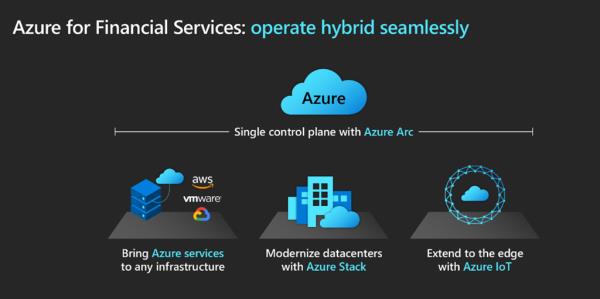 Azure for Financial Services: operate hybrid seamlessly
Azure
Single control plane with Azure Arc
aws
vmware
Bring Azure services
to any infrastructure
Modernize datacenters
with Azure Stack
Extend to the edge
with Azure IoT